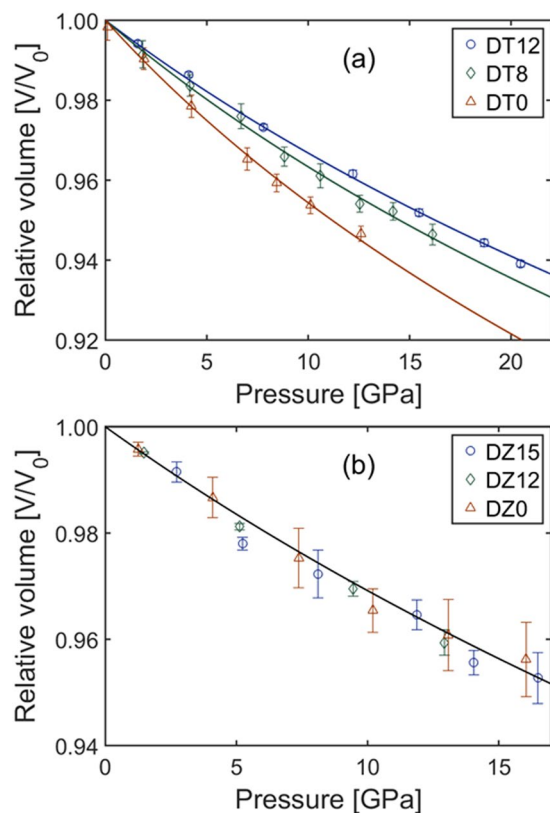 1.00
0.98
0.96
0.94
0.92
Relative volume [V/V₀]
(a)
DT12
DT8
DT0
0 5 10 15 20
Pressure [GPa]
1.00
0.98
0.96
0.94
Relative volume [V/V₀]
(b)
DZ15
DZ12
DZ0
0 5 10 15
Pressure [GPa]